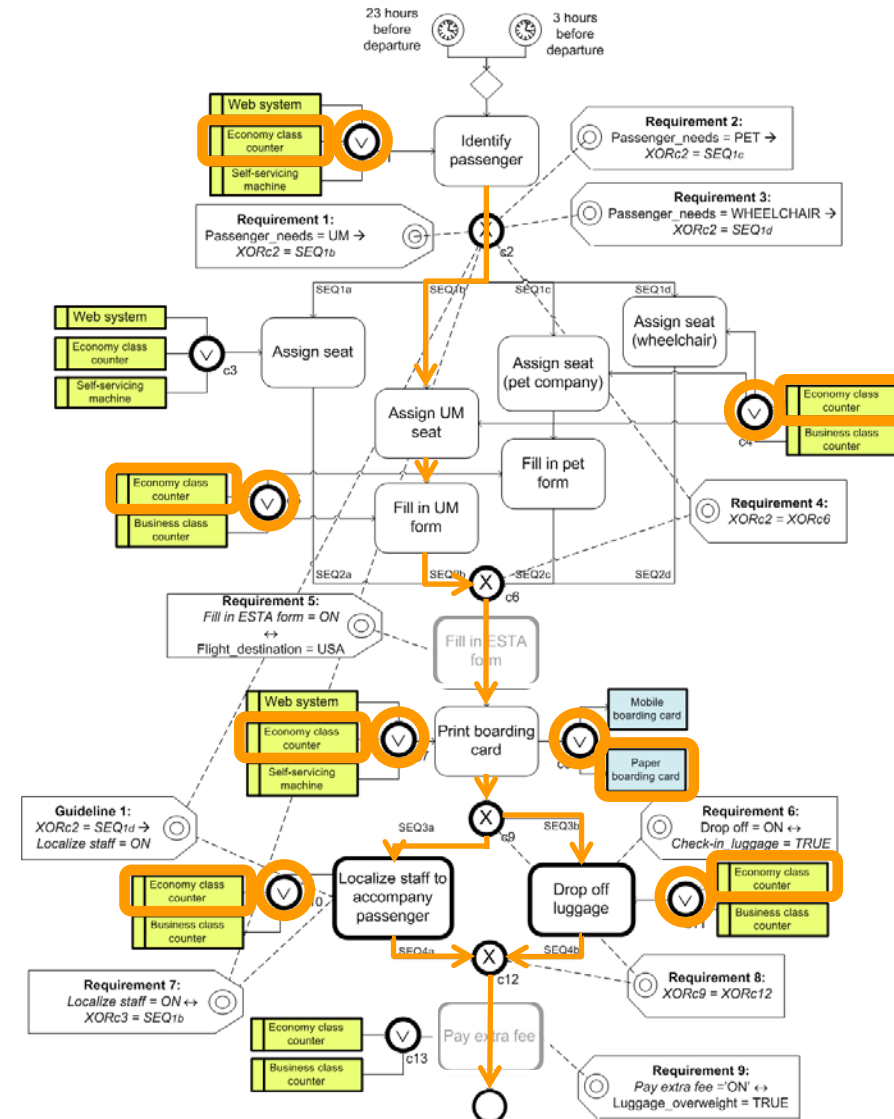 23 hours
before
departure
3 hours
before
departure
Web system
Economy class
counter
Self-servicing
machine
Identify
passenger
Requirement 2:
Passenger_needs = PET →
XORc2 = SEQ1c
Requirement 3:
Passenger_needs = WHEELCHAIR →
XORc2 = SEQ1d
Requirement 1:
Passenger_needs = UM →
XORc2 = SEQ1b
X
c2
SEQ1a
SEQ1b
SEQ1c
SEQ1d
Web system
Economy class
counter
Self-servicing
machine
c3
Assign seat
Assign seat
(pet company)
Assign seat
(wheelchair)
Assign UM
seat
Economy class
counter
Business class
counter
c4
Fill in pet
form
Economy class
counter
Business class
counter
Fill in UM
form
Requirement 4:
XORc2 = XORc6
SEQ2a
SEQ2b
SEQ2c
SEQ2d
X
c6
Requirement 5:
Fill in ESTA form = ON
↔
Flight_destination = USA
Fill in ESTA
form
Web system
Economy class
counter
Self-servicing
machine
Print boarding
card
Mobile
boarding card
Paper
boarding card
Guideline 1:
XORc2 = SEQ1d →
Localize staff = ON
X
c9
SEQ3a
SEQ3b
Requirement 6:
Drop off = ON ↔
Check-in_luggage = TRUE
Economy class
counter
Business class
counter
10
Localize staff to
accompany
passenger
Drop off
luggage
Economy class
counter
Business class
counter
SEQ4a
SEQ4b
X
c12
Requirement 7:
Localize staff = ON ↔
XORc3 = SEQ1b
Requirement 8:
XORc9 = XORc12
Economy class
counter
Business class
counter
c13
Pay extra fee
Requirement 9:
Pay extra fee ='ON' ↔
Luggage_overweight = TRUE